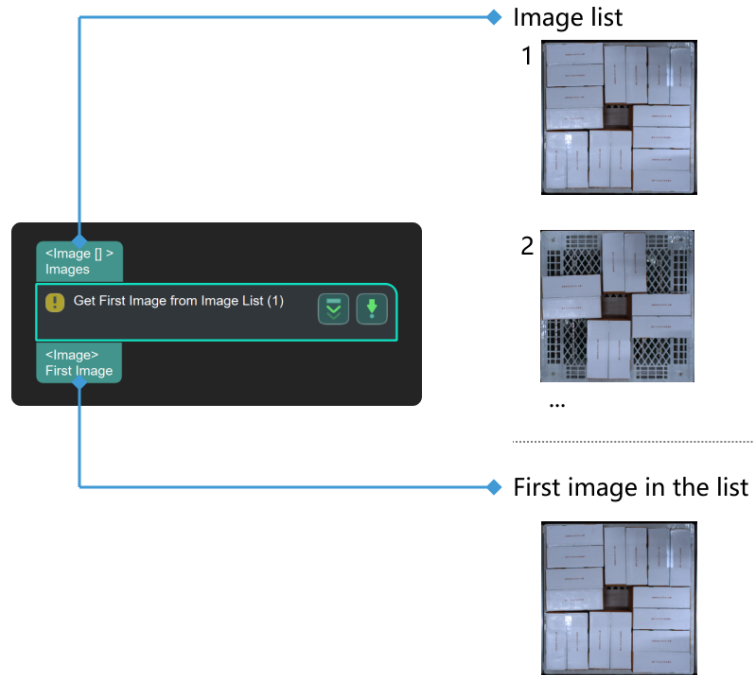 Image list
1
2
...
<Image [] >
Images
Get First Image from Image List (1)
<Image>
First Image
First image in the list